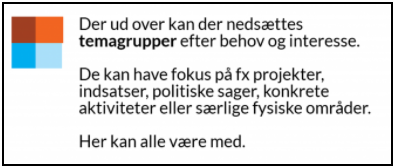 Der ud over kan der nedsættes
temagrupper efter behov og interesse.
De kan have fokus på fx projekter,
indsatser, politiske sager, konkrete
aktiviteter eller særlige fysiske områder.
Her kan alle være med.